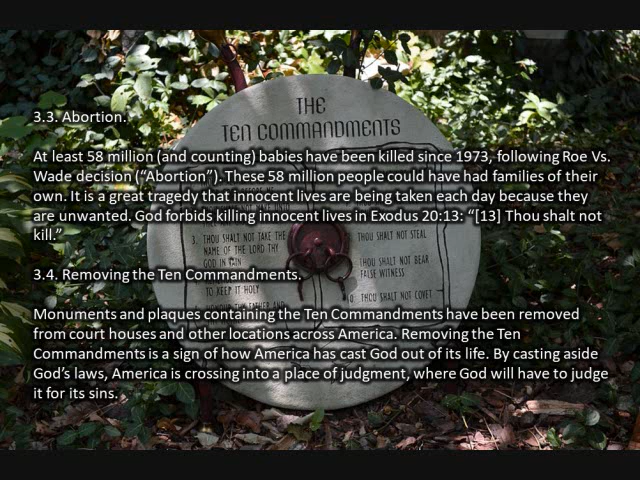 3.3. Abortion.
At least 58 million (and counting) babies have been killed since 1973, following Roe Vs.
Wade decision (“Abortion”). These 58 million people could have had families of their
own. It is a great tragedy that innocent lives are being taken each day because they
are unwanted. God forbids killing innocent lives in Exodus 20:13: “[13] Thou shalt not
kill.”
3.4. Removing the Ten Commandments.
Monuments and plaques containing the Ten Commandments have been removed
from court houses and other locations across America. Removing the Ten
Commandments is a sign of how America has cast God out of its life. By casting aside
God’s laws, America is crossing into a place of judgment, where God will have to judge
it for its sins.
THE
TEN COMMANDMENTS
3. THOU SHALT NOT TAKE THE
NAME OF THE LORD THY
GOD IN VAIN
TO KEEP IT HOLY
THOU SHALT NOT STEAL
THOU SHALT NOT BEAR
FALSE WITNESS
THOU SHALT NOT COVET